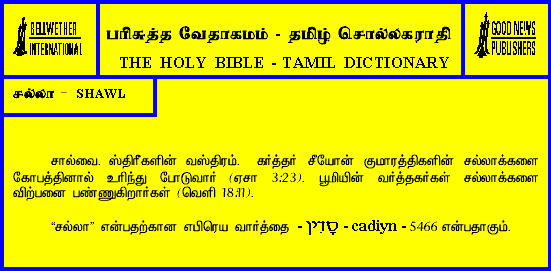 BELLWETHER
INTERNATIONAL
பரிசுத்த வேதாகமம் - தமிழ் சொல்லகராதி
THE HOLY BIBLE - TAMIL DICTIONARY
GOOD NEWS
PUBLISHERS
சல்லா - SHAWL
சால்வை. ஸ்திரீகளின் வஸ்திரம். கர்த்தர் சீயோன் குமாரத்திகளின் சல்லாக்களை
கோபத்தினால் உரிந்து போடுவார் (ஏசா 3:23). பூமியின் வர்த்தகர்கள் சல்லாக்களை
விற்பனை பண்ணுகிறார்கள் (வெளி 18:11).
“சல்லா” என்பதற்கான எபிரெய வார்த்தை - סָדִין - cadiyn - 5466 என்பதாகும்.